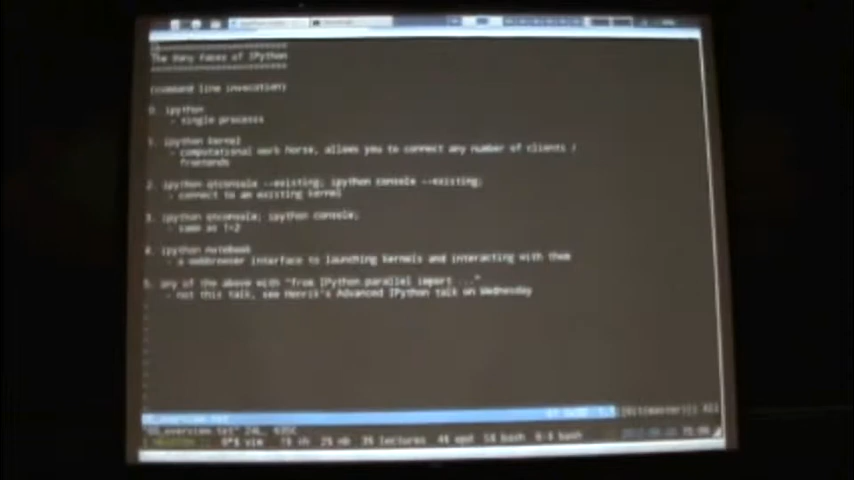 The Many Faces of IPython
(command line invocation)
0. ipython
- single processs
1. ipython kernel
- computational work horse, allows you to connect any number of clients /
frontends
2. ipython qtconsole --existing; ipython console --existing;
- connect to an existing kernel
3. ipython qtconsole; ipython console;
- same as 1+2
4. ipython notebook
- a webbrowser interface to launching kernels and interacting with them
5. any of the above with "from IPython.parallel import ..."
- not this talk, see Henrik's Advanced IPython talk on Wednesday